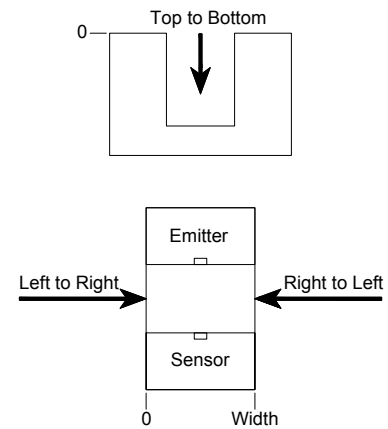 Top to Bottom
0
Emitter
Left to Right
Right to Left
Sensor
0
Width